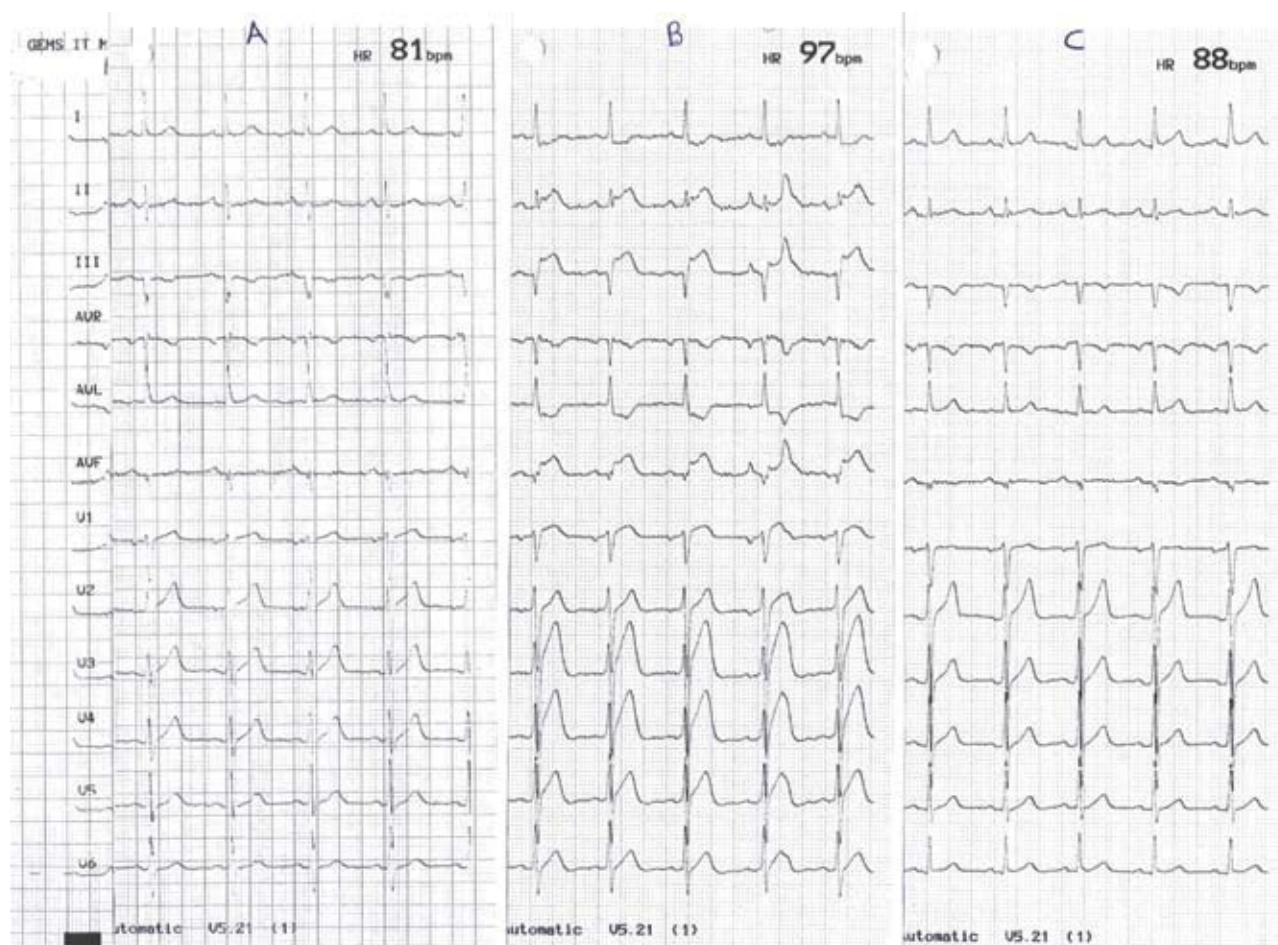 A
B
C
GEMS IT M
HR 81bpm
HR 97bpm
HR 88bpm
I
II
III
AVR
AVL
AVF
V1
V2
V3
V4
V5
V6
utomatic V5.21 (1)
utomatic V5.21 (1)
utomatic V5.21 (1)